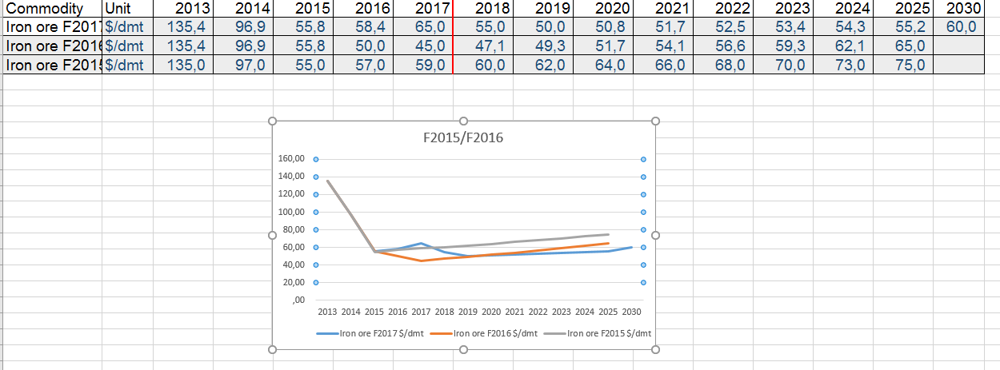 Commodity Unit 2013 2014 2015 2016 2017 2018 2019 2020 2021 2022 2023 2024 2025 2030
Iron ore F2017 $/dmt 135,4 96,9 55,8 58,4 65,0 55,0 50,0 50,8 51,7 52,5 53,4 54,3 55,2 60,0
Iron ore F2016 $/dmt 135,4 96,9 55,8 50,0 45,0 47,1 49,3 51,7 54,1 56,6 59,3 62,1 65,0
Iron ore F2015 $/dmt 135,0 97,0 55,0 57,0 59,0 60,0 62,0 64,0 66,0 68,0 70,0 73,0 75,0
F2015/F2016
160,00
140,00
120,00
100,00
80,00
60,00
40,00
20,00
,00
2013 2014 2015 2016 2017 2018 2019 2020 2021 2022 2023 2024 2025 2030
Iron ore F2017 $/dmt Iron ore F2016 $/dmt Iron ore F2015 $/dmt